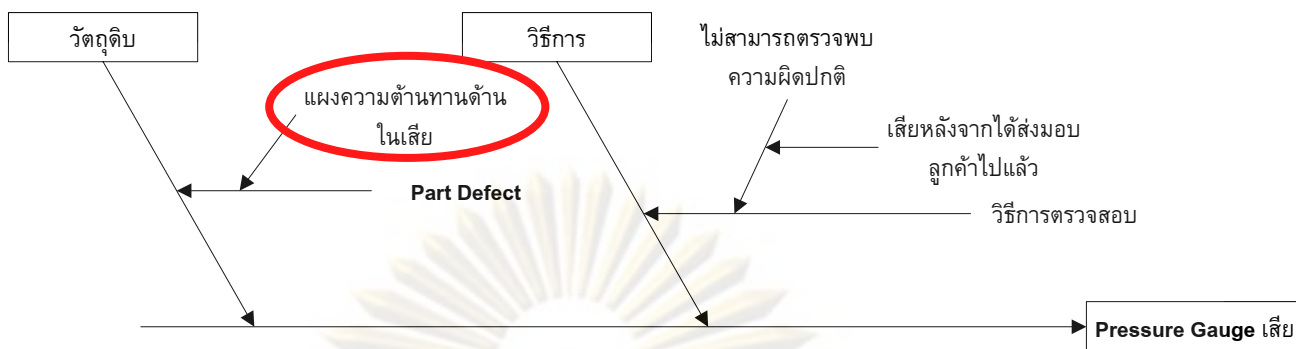 วัตถุดิบ
วิธีการ
ไม่สามารถตรวจพบ
ความผิดปกติ
แผงความต้านทานด้าน
ในเสีย
เสียหลังจากได้ส่งมอบ
ลูกค้าไปแล้ว
Part Defect
วิธีการตรวจสอบ
Pressure Gauge เสีย